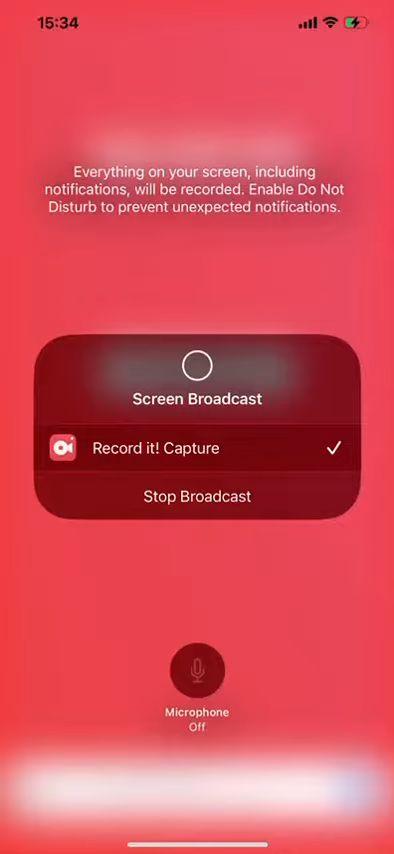 15:34
Everything on your screen, including
notifications, will be recorded. Enable Do Not
Disturb to prevent unexpected notifications.
Screen Broadcast
Record it! Capture
Stop Broadcast
Microphone
Off